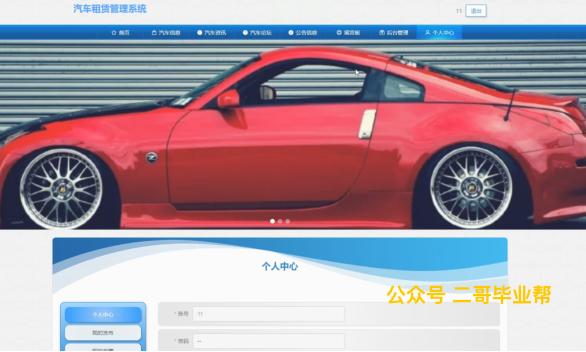 汽车租赁管理系统
11 退出
首页 汽车信息 汽车资讯 汽车论坛 公告信息 留言板 后台管理 个人中心
个人中心
公众号 二哥毕业帮
个人中心
* 账号 11
我的发布
* 密码